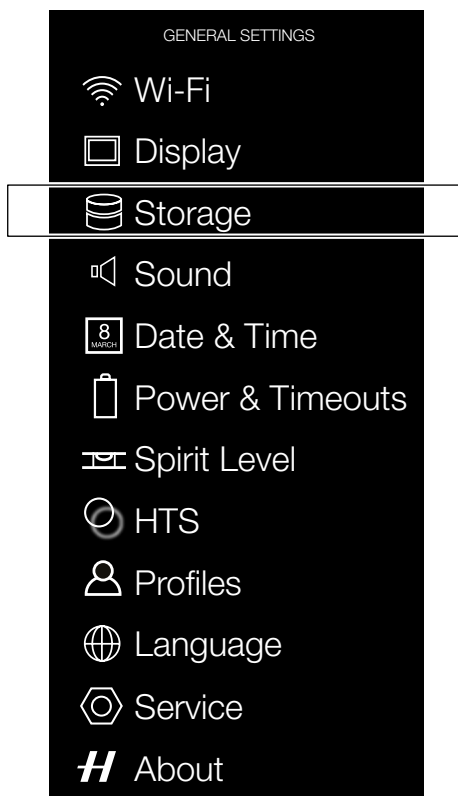 GENERAL SETTINGS
Wi-Fi
Display
Storage
Sound
8
MARCH
Date & Time
Power & Timeouts
Spirit Level
HTS
Profiles
Language
Service
H About